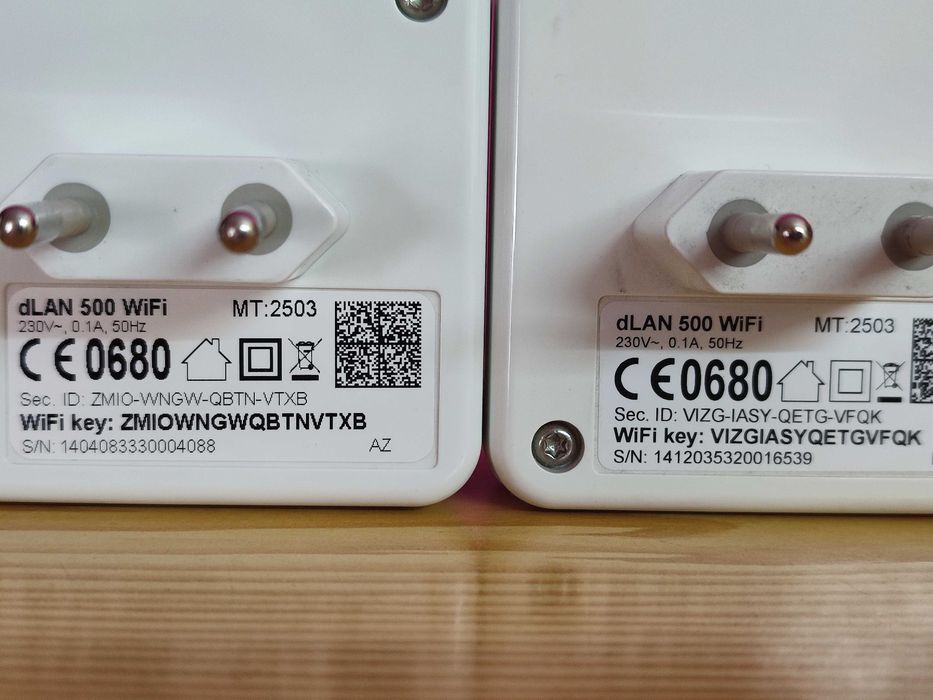 dLAN 500 WiFi MT:2503
230V~, 0.1A, 50Hz
CE0680
Sec. ID: ZMIO-WNGW-QBTN-VTXB
WiFi key: ZMIOWNGWQBTNVTXB
S/N: 1404083330004088 AZ
dLAN 500 WiFi MT:2503
230V~, 0.1A, 50Hz
CE0680
Sec. ID: VIZG-IASY-QETG-VFQK
WiFi key: VIZGIASYQETGVFQK
S/N: 1412035320016539